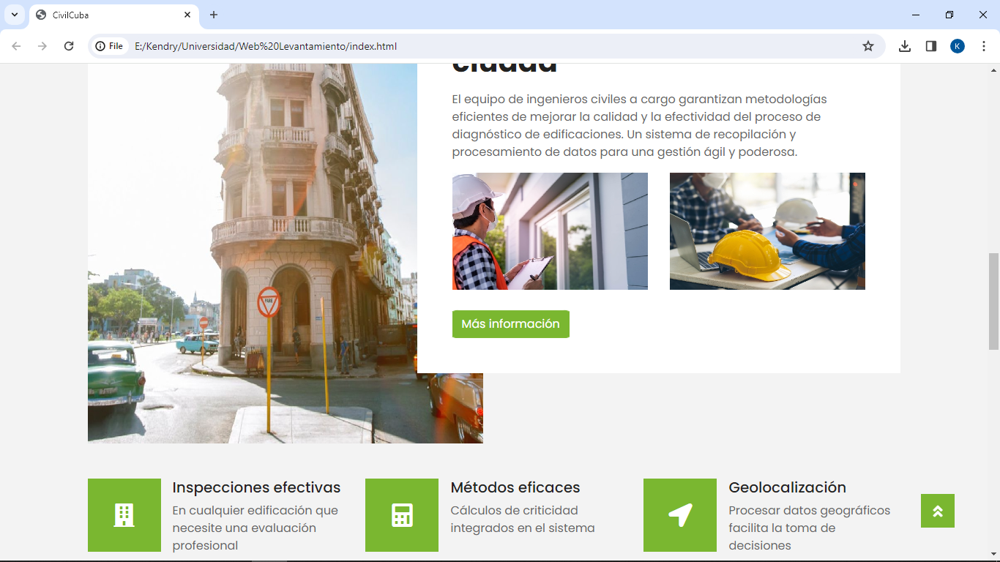 CivilCuba
File
E:/Kendry/Universidad/Web%20Levantamiento/index.html
K
ciudad
El equipo de ingenieros civiles a cargo garantizan metodologías
eficientes de mejorar la calidad y la efectividad del proceso de
diagnóstico de edificaciones. Un sistema de recopilación y
procesamiento de datos para una gestión ágil y poderosa.
PARE
Más información
Inspecciones efectivas
En cualquier edificación que
necesite una evaluación
profesional
Métodos eficaces
Cálculos de criticidad
integrados en el sistema
Geolocalización
Procesar datos geográficos
facilita la toma de
decisiones